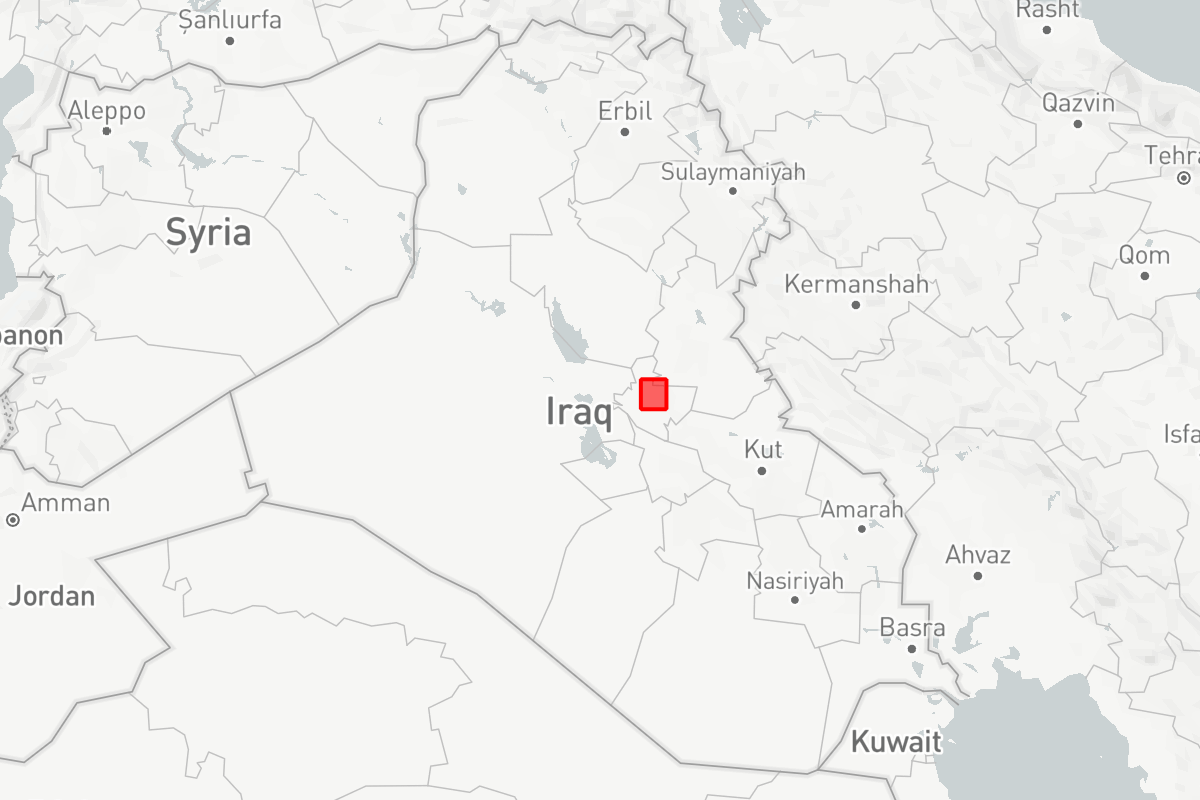 Şanlıurfa
Rasht
Aleppo
Erbil
Qazvin
Tehra
Sulaymaniyah
Syria
Qom
Kermanshah
banon
Iraq
Isfa
Kut
Amman
Amarah
Ahvaz
Jordan
Nasiriyah
Basra
Kuwait